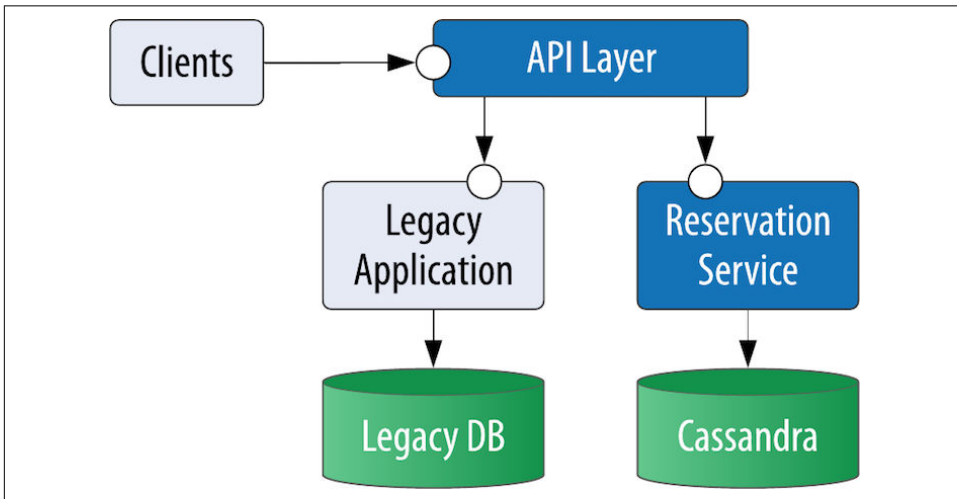 Clients
API Layer
Legacy
Application
Reservation
Service
Legacy DB
Cassandra